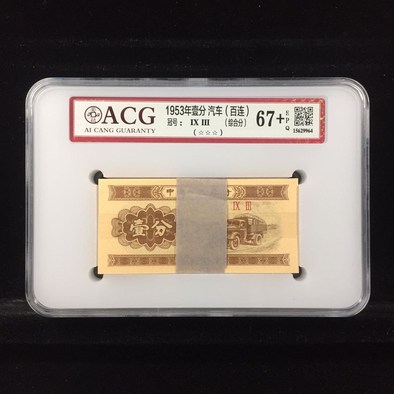 ACG
AI CANG GUARANTY
1953年壹分 汽车（百连）
冠号： IX III （综合分）
（☆☆☆）
67+
EPQ
15629964
中
IX III
壹分